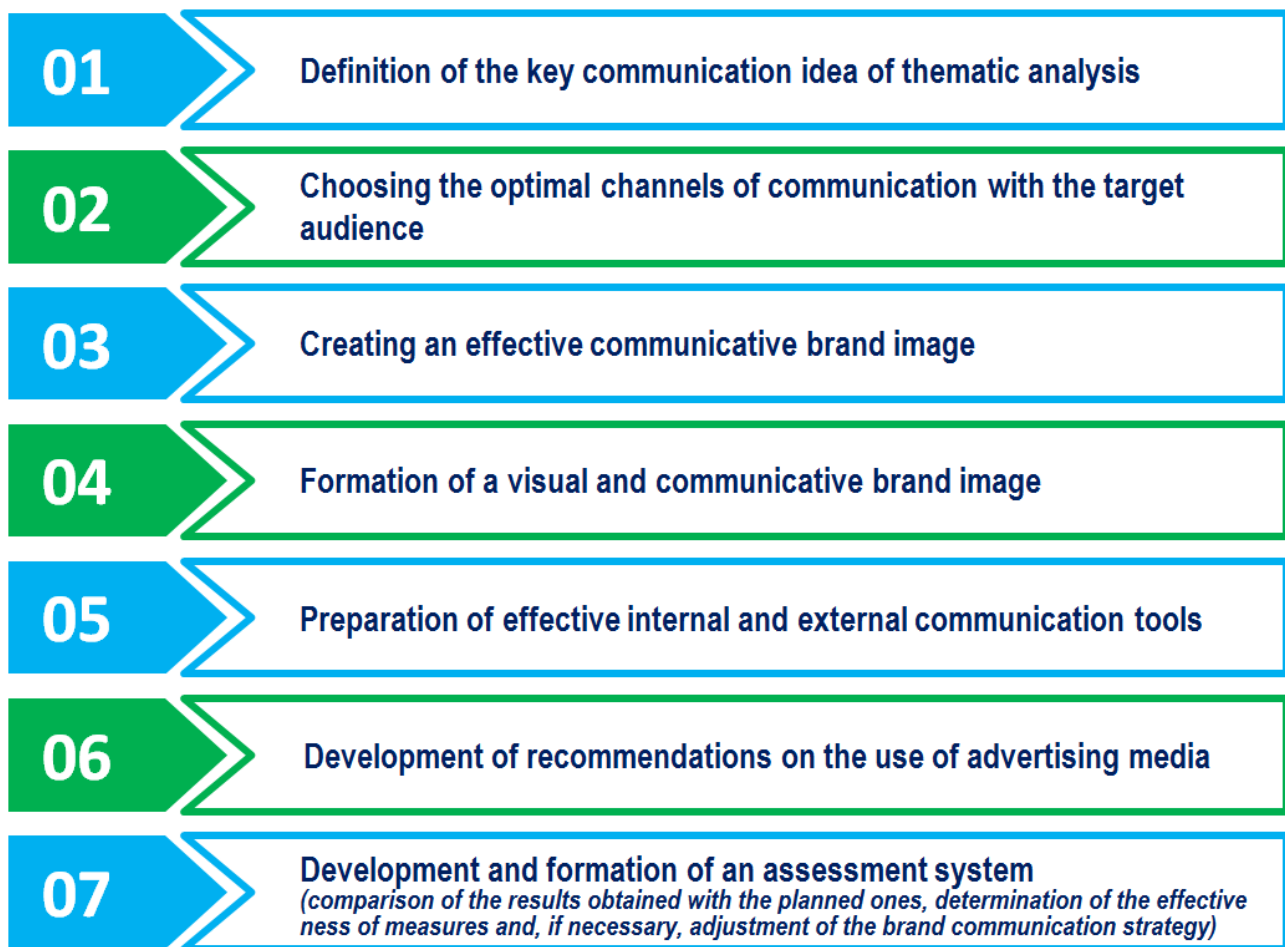 01
Definition of the key communication idea of thematic analysis
02
Choosing the optimal channels of communication with the target
audience
03
Creating an effective communicative brand image
04
Formation of a visual and communicative brand image
05
Preparation of effective internal and external communication tools
06
Development of recommendations on the use of advertising media
07
Development and formation of an assessment system
(comparison of the results obtained with the planned ones, determination of the effective
ness of measures and, if necessary, adjustment of the brand communication strategy)